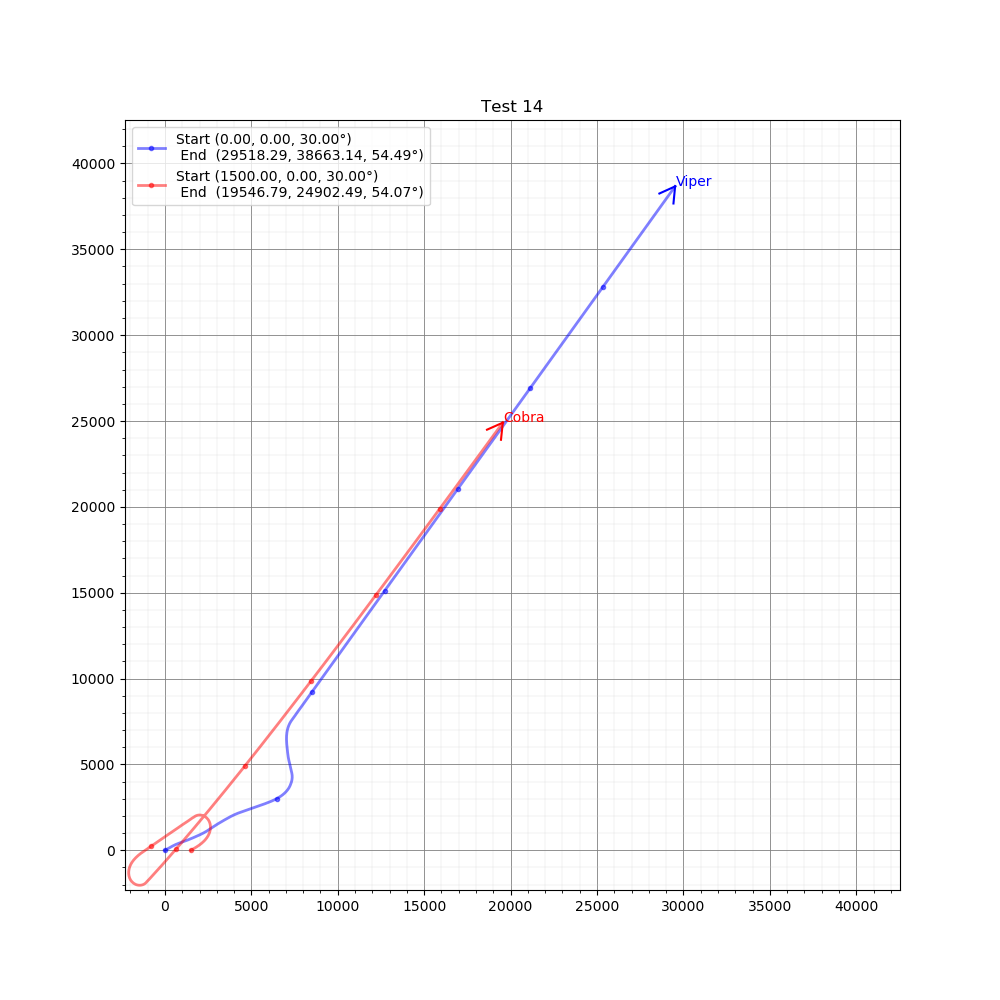 Test 14
Start (0.00, 0.00, 30.00°)
End (29518.29, 38663.14, 54.49°)
Start (1500.00, 0.00, 30.00°)
End (19546.79, 24902.49, 54.07°)
Viper
Cobra
40000
35000
30000
25000
20000
15000
10000
5000
0
0 5000 10000 15000 20000 25000 30000 35000 40000